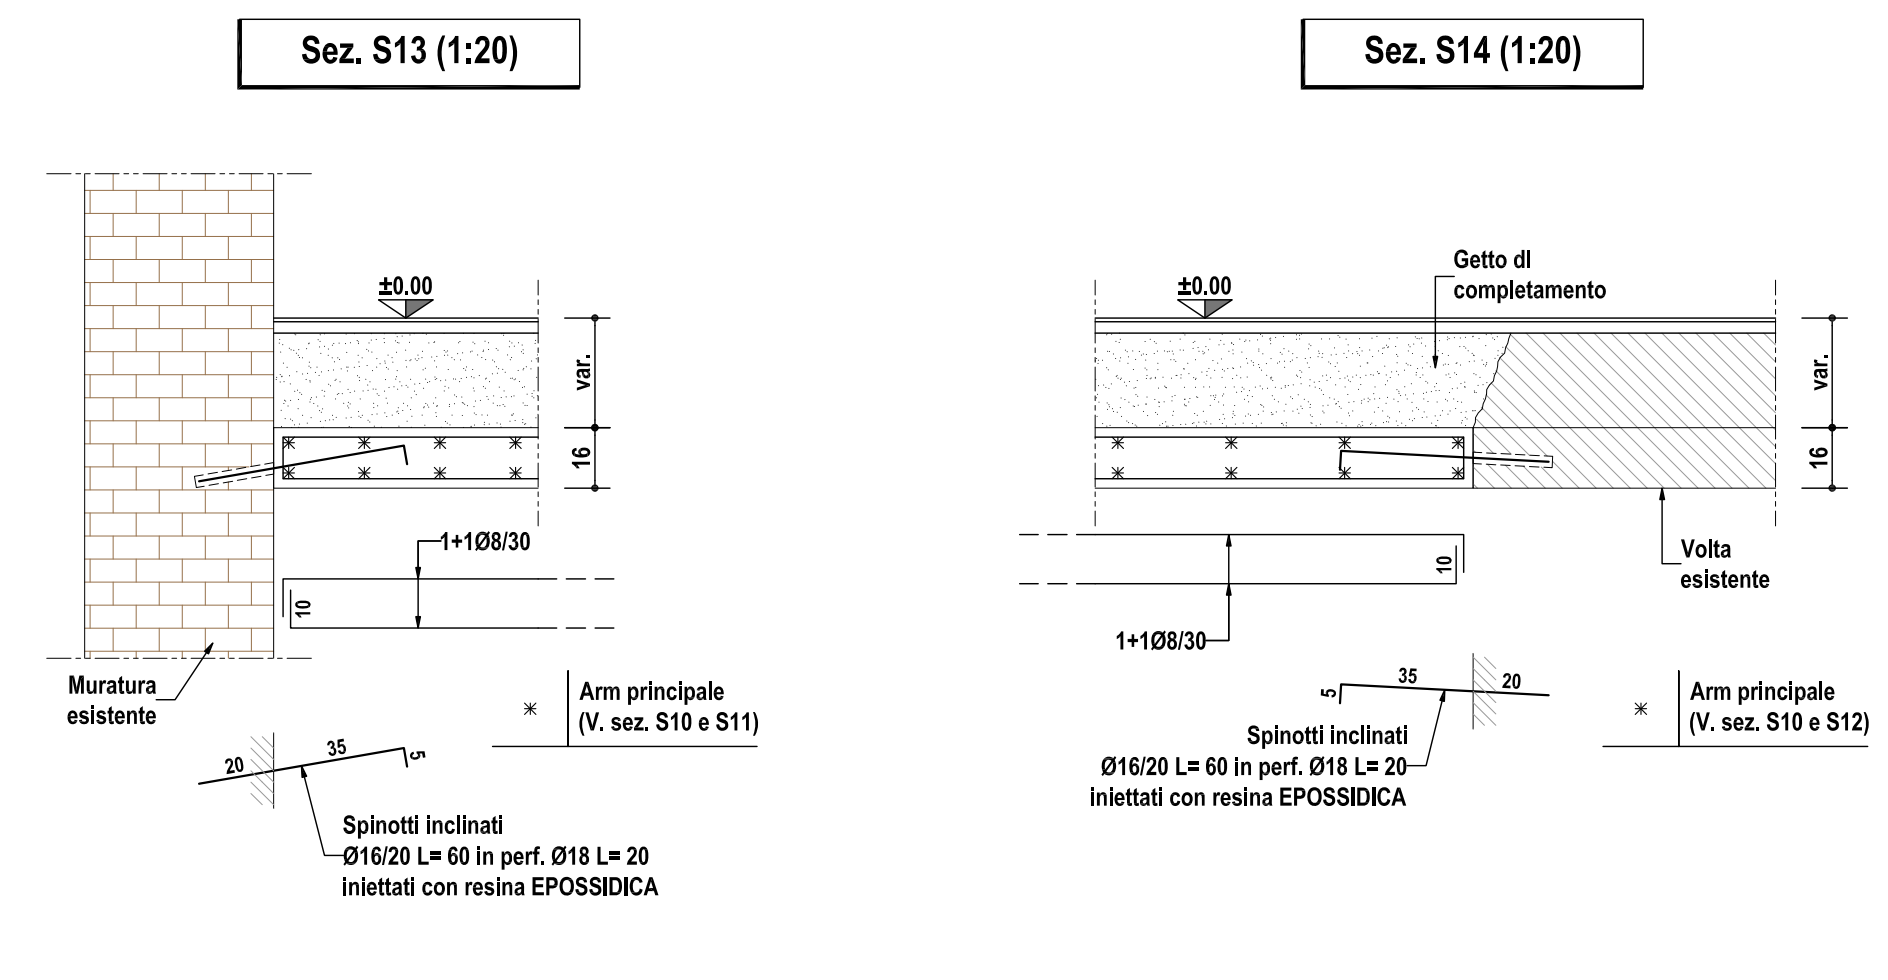 Sez. S13 (1:20)
±0.00
var.
16
1+1Ø8/30
10
Muratura
esistente
Arm principale
(V. sez. S10 e S11)
20
35
5
Spinotti inclinati
Ø16/20 L= 60 in perf. Ø18 L= 20
iniettati con resina EPOSSIDICA
Sez. S14 (1:20)
±0.00
Getto di
completamento
var.
16
10
1+1Ø8/30
Volta
esistente
5
35
20
Spinotti inclinati
Ø16/20 L= 60 in perf. Ø18 L= 20
iniettati con resina EPOSSIDICA
Arm principale
(V. sez. S10 e S12)